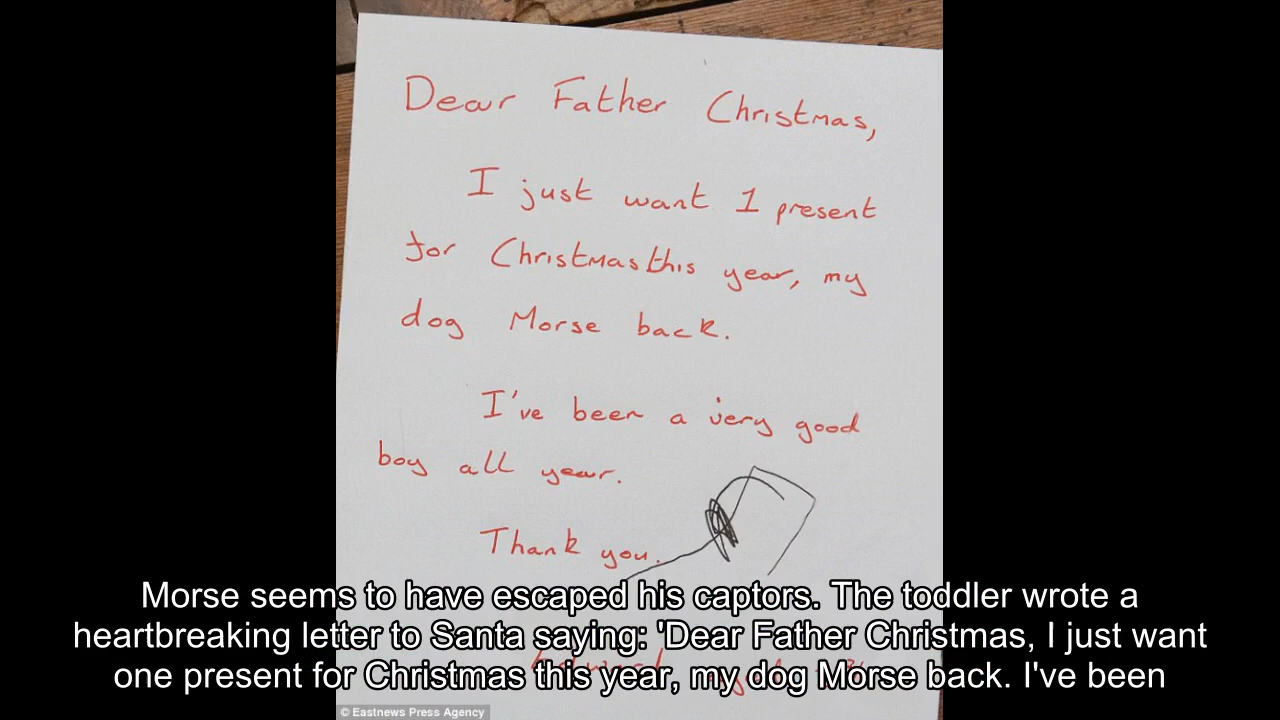 Dear Father Christmas,
I just want 1 present
for Christmas this year, my
dog Morse back.
I've been a very good
boy all year.
Thank you.
Morse seems to have escaped his captors. The toddler wrote a
heartbreaking letter to Santa saying: 'Dear Father Christmas, I just want
one present for Christmas this year, my dog Morse back. I've been
© Eastnews Press Agency